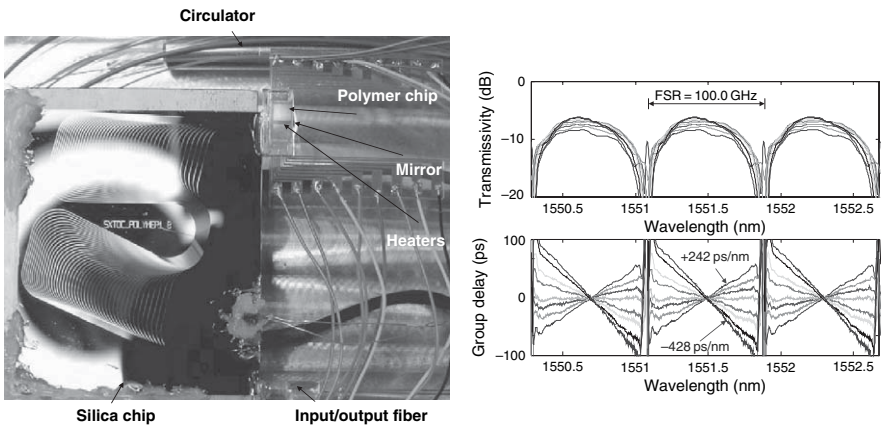 Circulator
Polymer chip
Mirror
Heaters
Silica chip
Input/output fiber
Transmissivity (dB)
0
−10
−20
FSR = 100.0 GHz
1550.5
1551
1551.5
1552
1552.5
Wavelength (nm)
Group delay (ps)
100
0
−100
+242 ps/nm
−428 ps/nm
1550.5
1551
1551.5
1552
1552.5
Wavelength (nm)